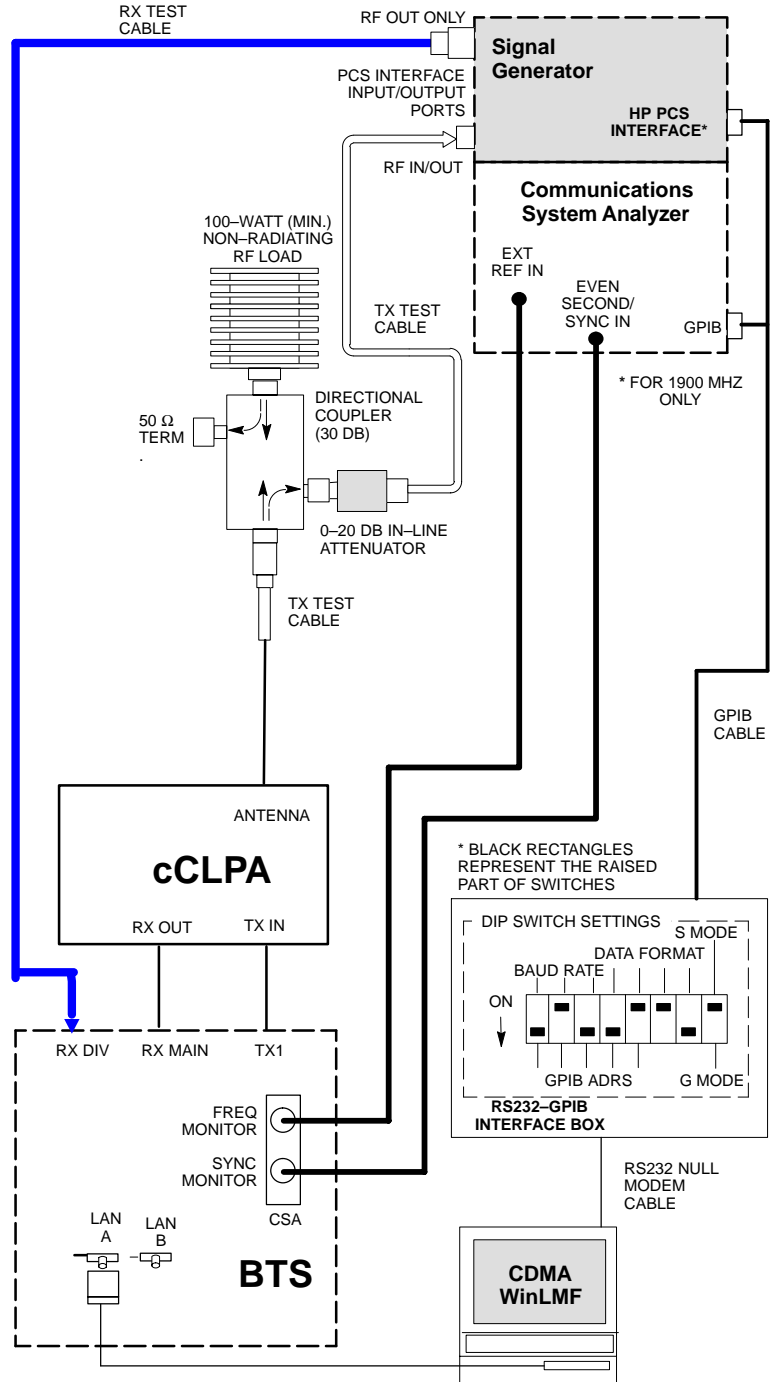 RX TEST
CABLE
RF OUT ONLY
Signal
Generator
PCS INTERFACE
INPUT/OUTPUT
PORTS
HP PCS
INTERFACE*
RF IN/OUT
Communications
System Analyzer
100–WATT (MIN.)
NON–RADIATING
RF LOAD
EXT
REF IN
EVEN
SECOND/
SYNC IN
GPIB
TX TEST
CABLE
* FOR 1900 MHZ
ONLY
50 Ω
TERM
.
DIRECTIONAL
COUPLER
(30 DB)
0–20 DB IN–LINE
ATTENUATOR
TX TEST
CABLE
GPIB
CABLE
ANTENNA
cCLPA
RX OUT
TX IN
* BLACK RECTANGLES
REPRESENT THE RAISED
PART OF SWITCHES
DIP SWITCH SETTINGS
S MODE
DATA FORMAT
BAUD RATE
ON
GPIB ADRS
G MODE
RS232–GPIB
INTERFACE BOX
RX DIV
RX MAIN
TX1
FREQ
MONITOR
SYNC
MONITOR
CSA
RS232 NULL
MODEM
CABLE
LAN
A
LAN
B
BTS
CDMA
WinLMF